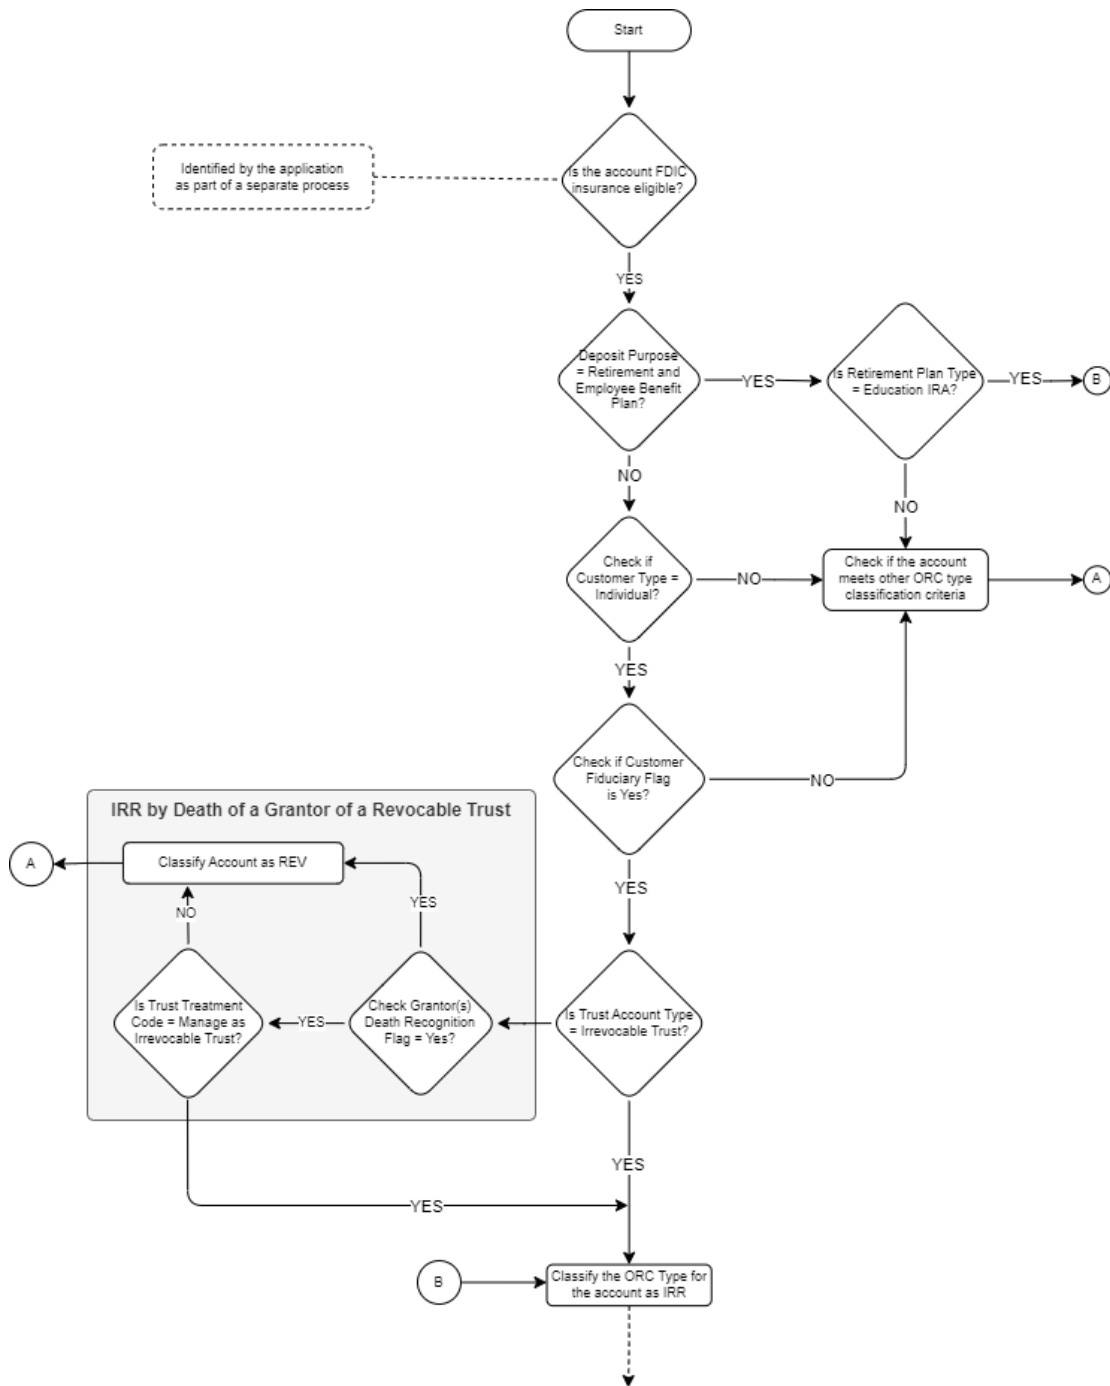 Start
Identified by the application
as part of a separate process
Is the account FDIC
insurance eligible?
YES
Deposit Purpose
= Retirement and
Employee Benefit
Plan?
YES
Is Retirement Plan Type
= Education IRA?
YES
B
NO
NO
Check if
Customer Type =
Individual?
NO
Check if the account
meets other ORC type
classification criteria
A
YES
Check if Customer
Fiduciary Flag
is Yes?
NO
IRR by Death of a Grantor of a Revocable Trust
A
Classify Account as REV
YES
NO
YES
Is Trust Treatment
Code = Manage as
Irrevocable Trust?
YES
Check Grantor(s)
Death Recognition
Flag = Yes?
Is Trust Account Type
= Irrevocable Trust?
YES
YES
B
Classify the ORC Type for
the account as IRR